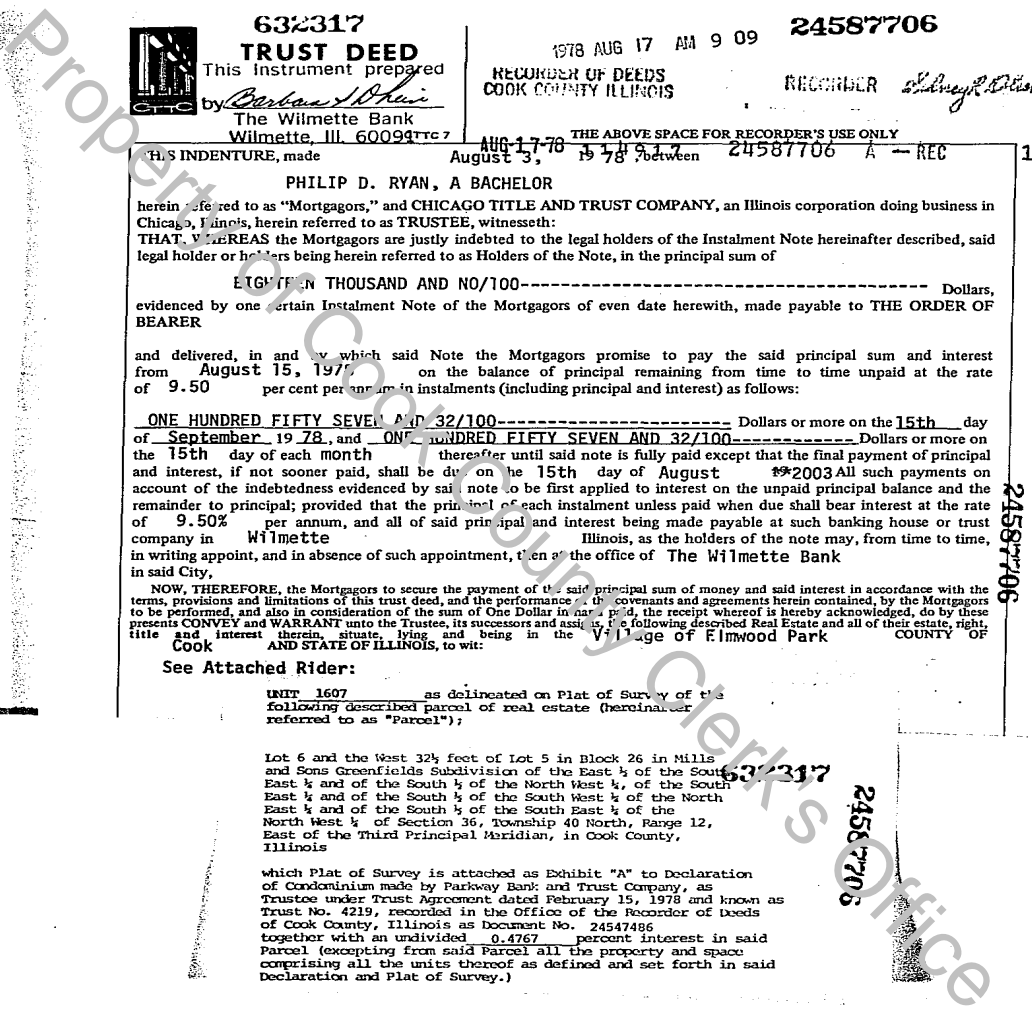 632317
TRUST DEED
This Instrument prepared
by Barbara
The Wilmette Bank
Wilmette, Ill. 60091
CTTC
CTTC 7
1978 AUG 17 AM 9 09
24587706
RECORDER OF DEEDS
COOK COUNTY ILLINOIS
RECORDER
THE ABOVE SPACE FOR RECORDER'S USE ONLY
AUG-17-78 24587706 A — REC 1
THIS INDENTURE, made August 3, 1978, between
PHILIP D. RYAN, A BACHELOR
herein referred to as "Mortgagors," and CHICAGO TITLE AND TRUST COMPANY, an Illinois corporation doing business in
Chicago, Illinois, herein referred to as TRUSTEE, witnesseth:
THAT, WHEREAS the Mortgagors are justly indebted to the legal holders of the Instalment Note hereinafter described, said
legal holder or holders being herein referred to as Holders of the Note, in the principal sum of
EIGHTEEN THOUSAND AND NO/100---------------------------------------- Dollars,
evidenced by one certain Instalment Note of the Mortgagors of even date herewith, made payable to THE ORDER OF
BEARER
and delivered, in and by which said Note the Mortgagors promise to pay the said principal sum and interest
from August 15, 1978 on the balance of principal remaining from time to time unpaid at the rate
of 9.50 per cent per annum in instalments (including principal and interest) as follows:
ONE HUNDRED FIFTY SEVEN AND 32/100----------------------- Dollars or more on the 15th day
of September 19 78, and ONE HUNDRED FIFTY SEVEN AND 32/100------------ Dollars or more on
the 15th day of each month thereafter until said note is fully paid except that the final payment of principal
and interest, if not sooner paid, shall be due on the 15th day of August 19 2003 All such payments on
account of the indebtedness evidenced by said note to be first applied to interest on the unpaid principal balance and the
remainder to principal; provided that the principal of each instalment unless paid when due shall bear interest at the rate
of 9.50% per annum, and all of said principal and interest being made payable at such banking house or trust
company in Wilmette Illinois, as the holders of the note may, from time to time,
in writing appoint, and in absence of such appointment, then at the office of The Wilmette Bank
in said City,
NOW, THEREFORE, the Mortgagors to secure the payment of the said principal sum of money and said interest in accordance with the
terms, provisions and limitations of this trust deed, and the performance of the covenants and agreements herein contained, by the Mortgagors
to be performed, and also in consideration of the sum of One Dollar in hand paid, the receipt whereof is hereby acknowledged, do by these
presents CONVEY and WARRANT unto the Trustee, its successors and assigns, the following described Real Estate and all of their estate, right,
title and interest therein, situate, lying and being in the Village of Elmwood Park COUNTY OF
Cook AND STATE OF ILLINOIS, to wit:
See Attached Rider:
24587706
UNIT 1607 as delineated on Plat of Survey of the
following described parcel of real estate (hereinafter
referred to as "Parcel");
Lot 6 and the West 32½ feet of Lot 5 in Block 26 in Mills
and Sons Greenfields Subdivision of the East ½ of the South
East ¼ and of the South ½ of the North West ¼, of the South
East ¼ and of the South ½ of the South West ¼ of the North
East ¼ and of the South ½ of the South East ¼ of the
North West ¼ of Section 36, Township 40 North, Range 12,
East of the Third Principal Meridian, in Cook County,
Illinois
632317
24587706
which Plat of Survey is attached as Exhibit "A" to Declaration
of Condominium made by Parkway Bank and Trust Company, as
Trustee under Trust Agreement dated February 15, 1978 and known as
Trust No. 4219, recorded in the Office of the Recorder of Deeds
of Cook County, Illinois as Document No. 24547486
together with an undivided 0.4767 percent interest in said
Parcel (excepting from said Parcel all the property and space
comprising all the units thereof as defined and set forth in said
Declaration and Plat of Survey.)
Property of Cook County Clerk's Office